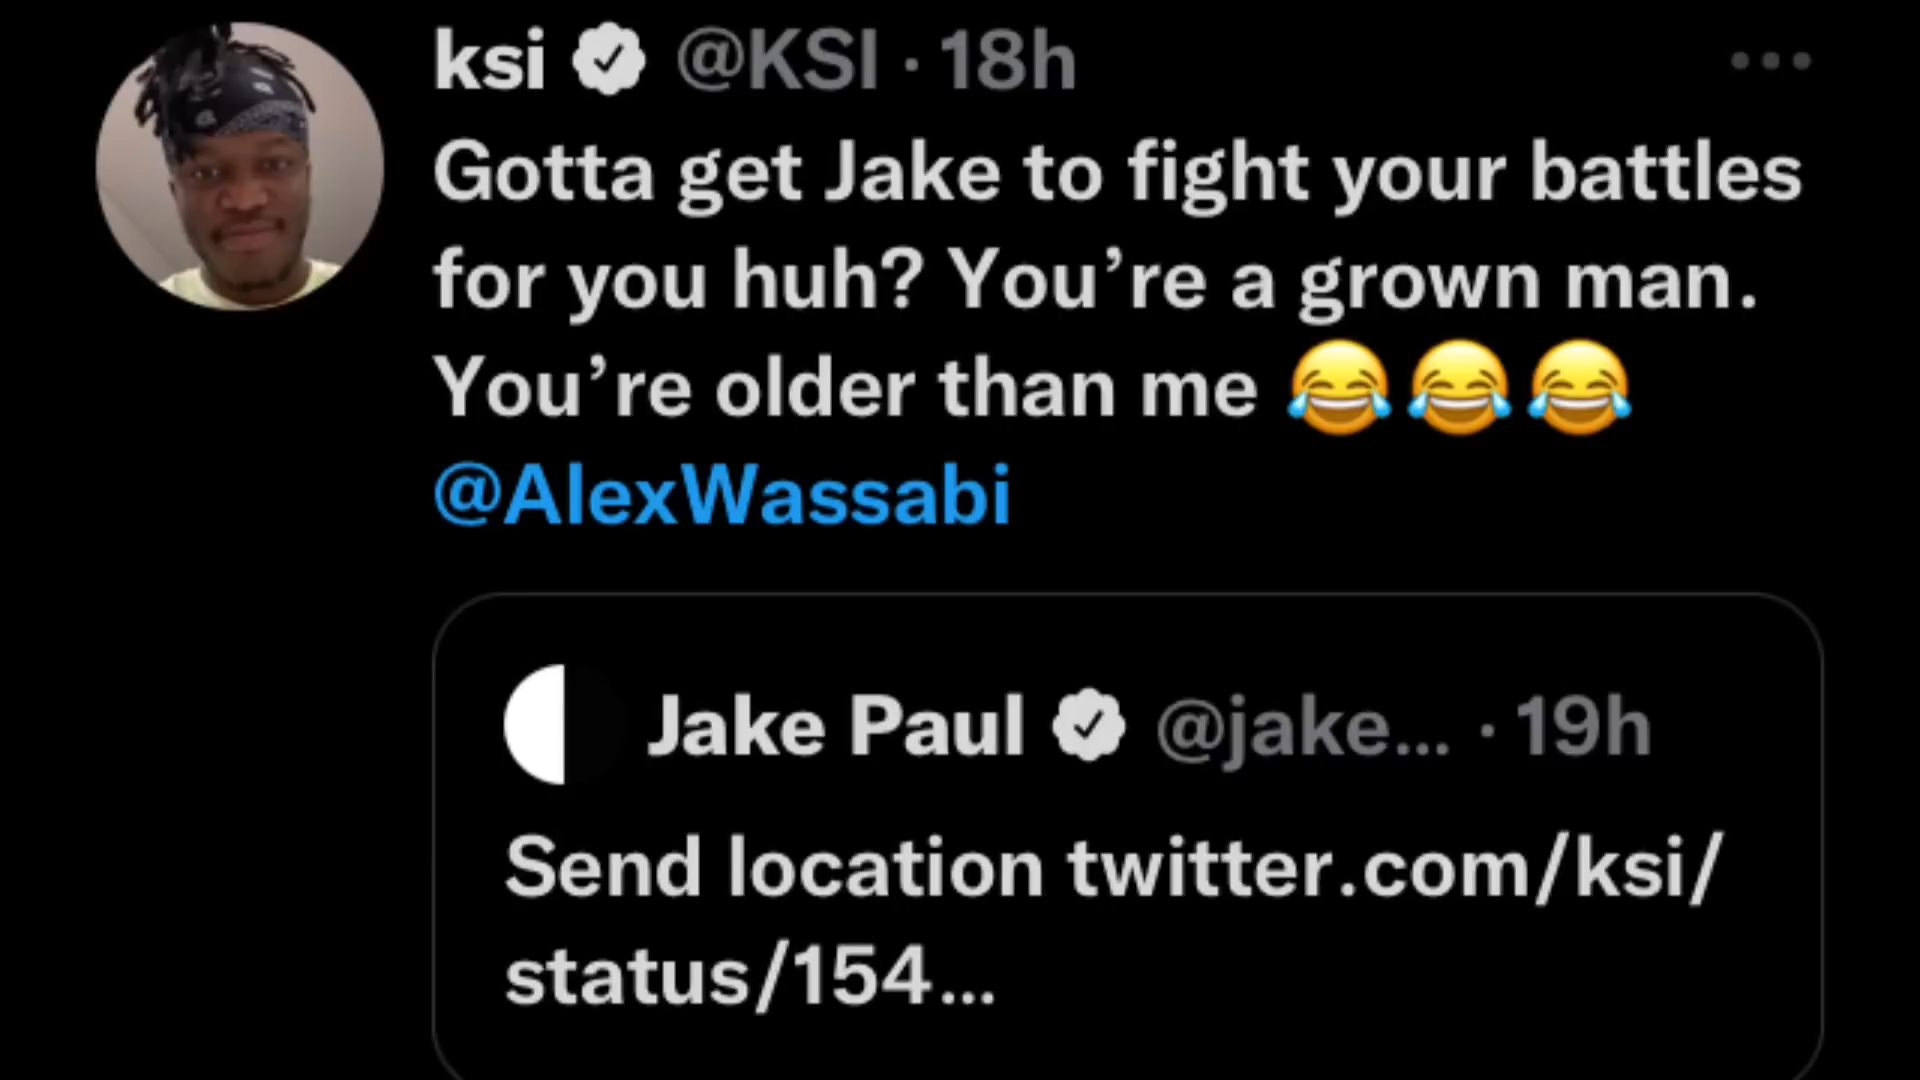 ksi @KSI · 18h
Gotta get Jake to fight your battles
for you huh? You’re a grown man.
You’re older than me 😂😂😂
@AlexWassabi
Jake Paul @jake... · 19h
Send location twitter.com/ksi/
status/154...